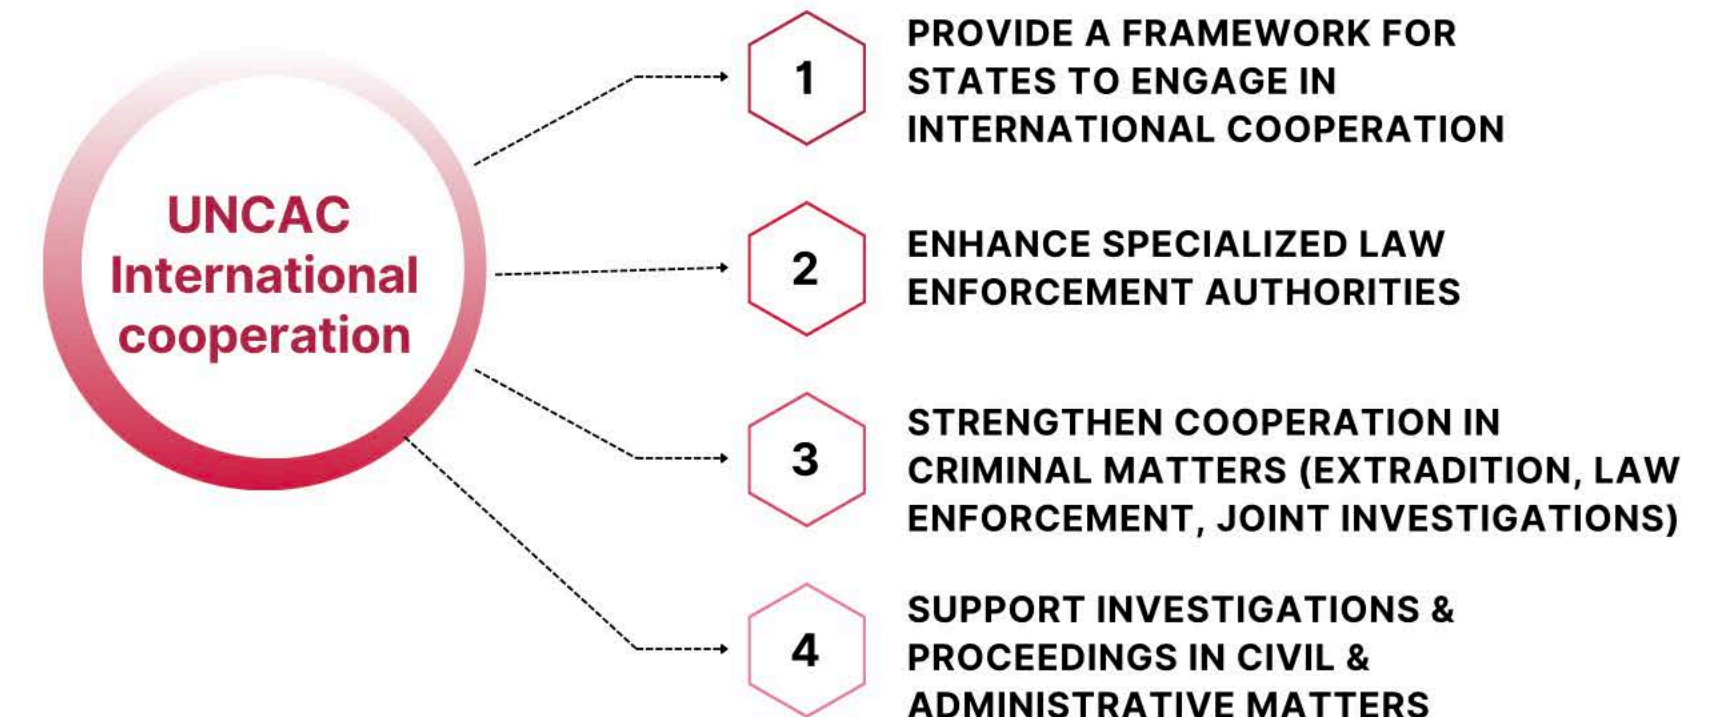 UNCAC
International
cooperation
1
PROVIDE A FRAMEWORK FOR
STATES TO ENGAGE IN
INTERNATIONAL COOPERATION
2
ENHANCE SPECIALIZED LAW
ENFORCEMENT AUTHORITIES
3
STRENGTHEN COOPERATION IN
CRIMINAL MATTERS (EXTRADITION, LAW
ENFORCEMENT, JOINT INVESTIGATIONS)
4
SUPPORT INVESTIGATIONS &
PROCEEDINGS IN CIVIL &
ADMINISTRATIVE MATTERS